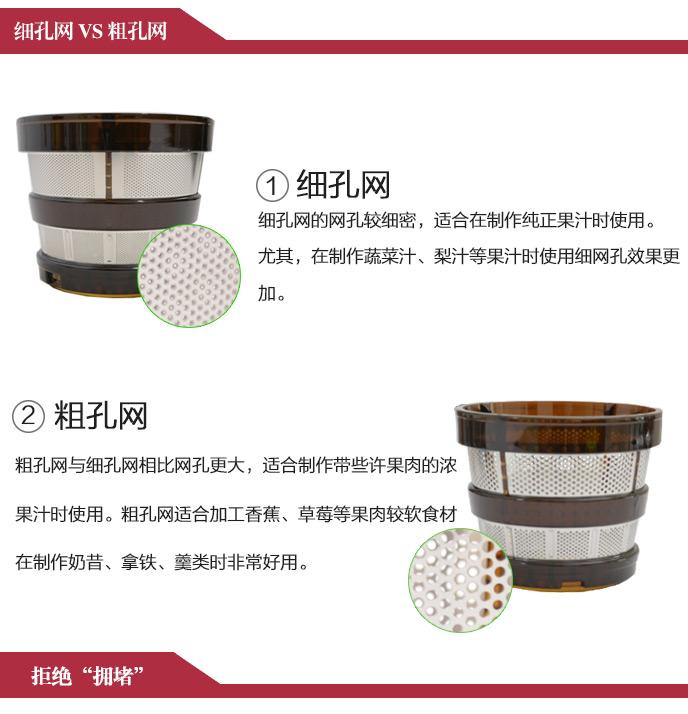 细孔网 VS 粗孔网
① 细孔网
细孔网的网孔较细密，适合在制作纯正果汁时使用。
尤其，在制作蔬菜汁、梨汁等果汁时使用细网孔效果更
加。
② 粗孔网
粗孔网与细孔网相比网孔更大，适合制作带些许果肉的浓
果汁时使用。粗孔网适合加工香蕉、草莓等果肉较软食材
在制作奶昔、拿铁、羹类时非常好用。
拒绝“拥堵”